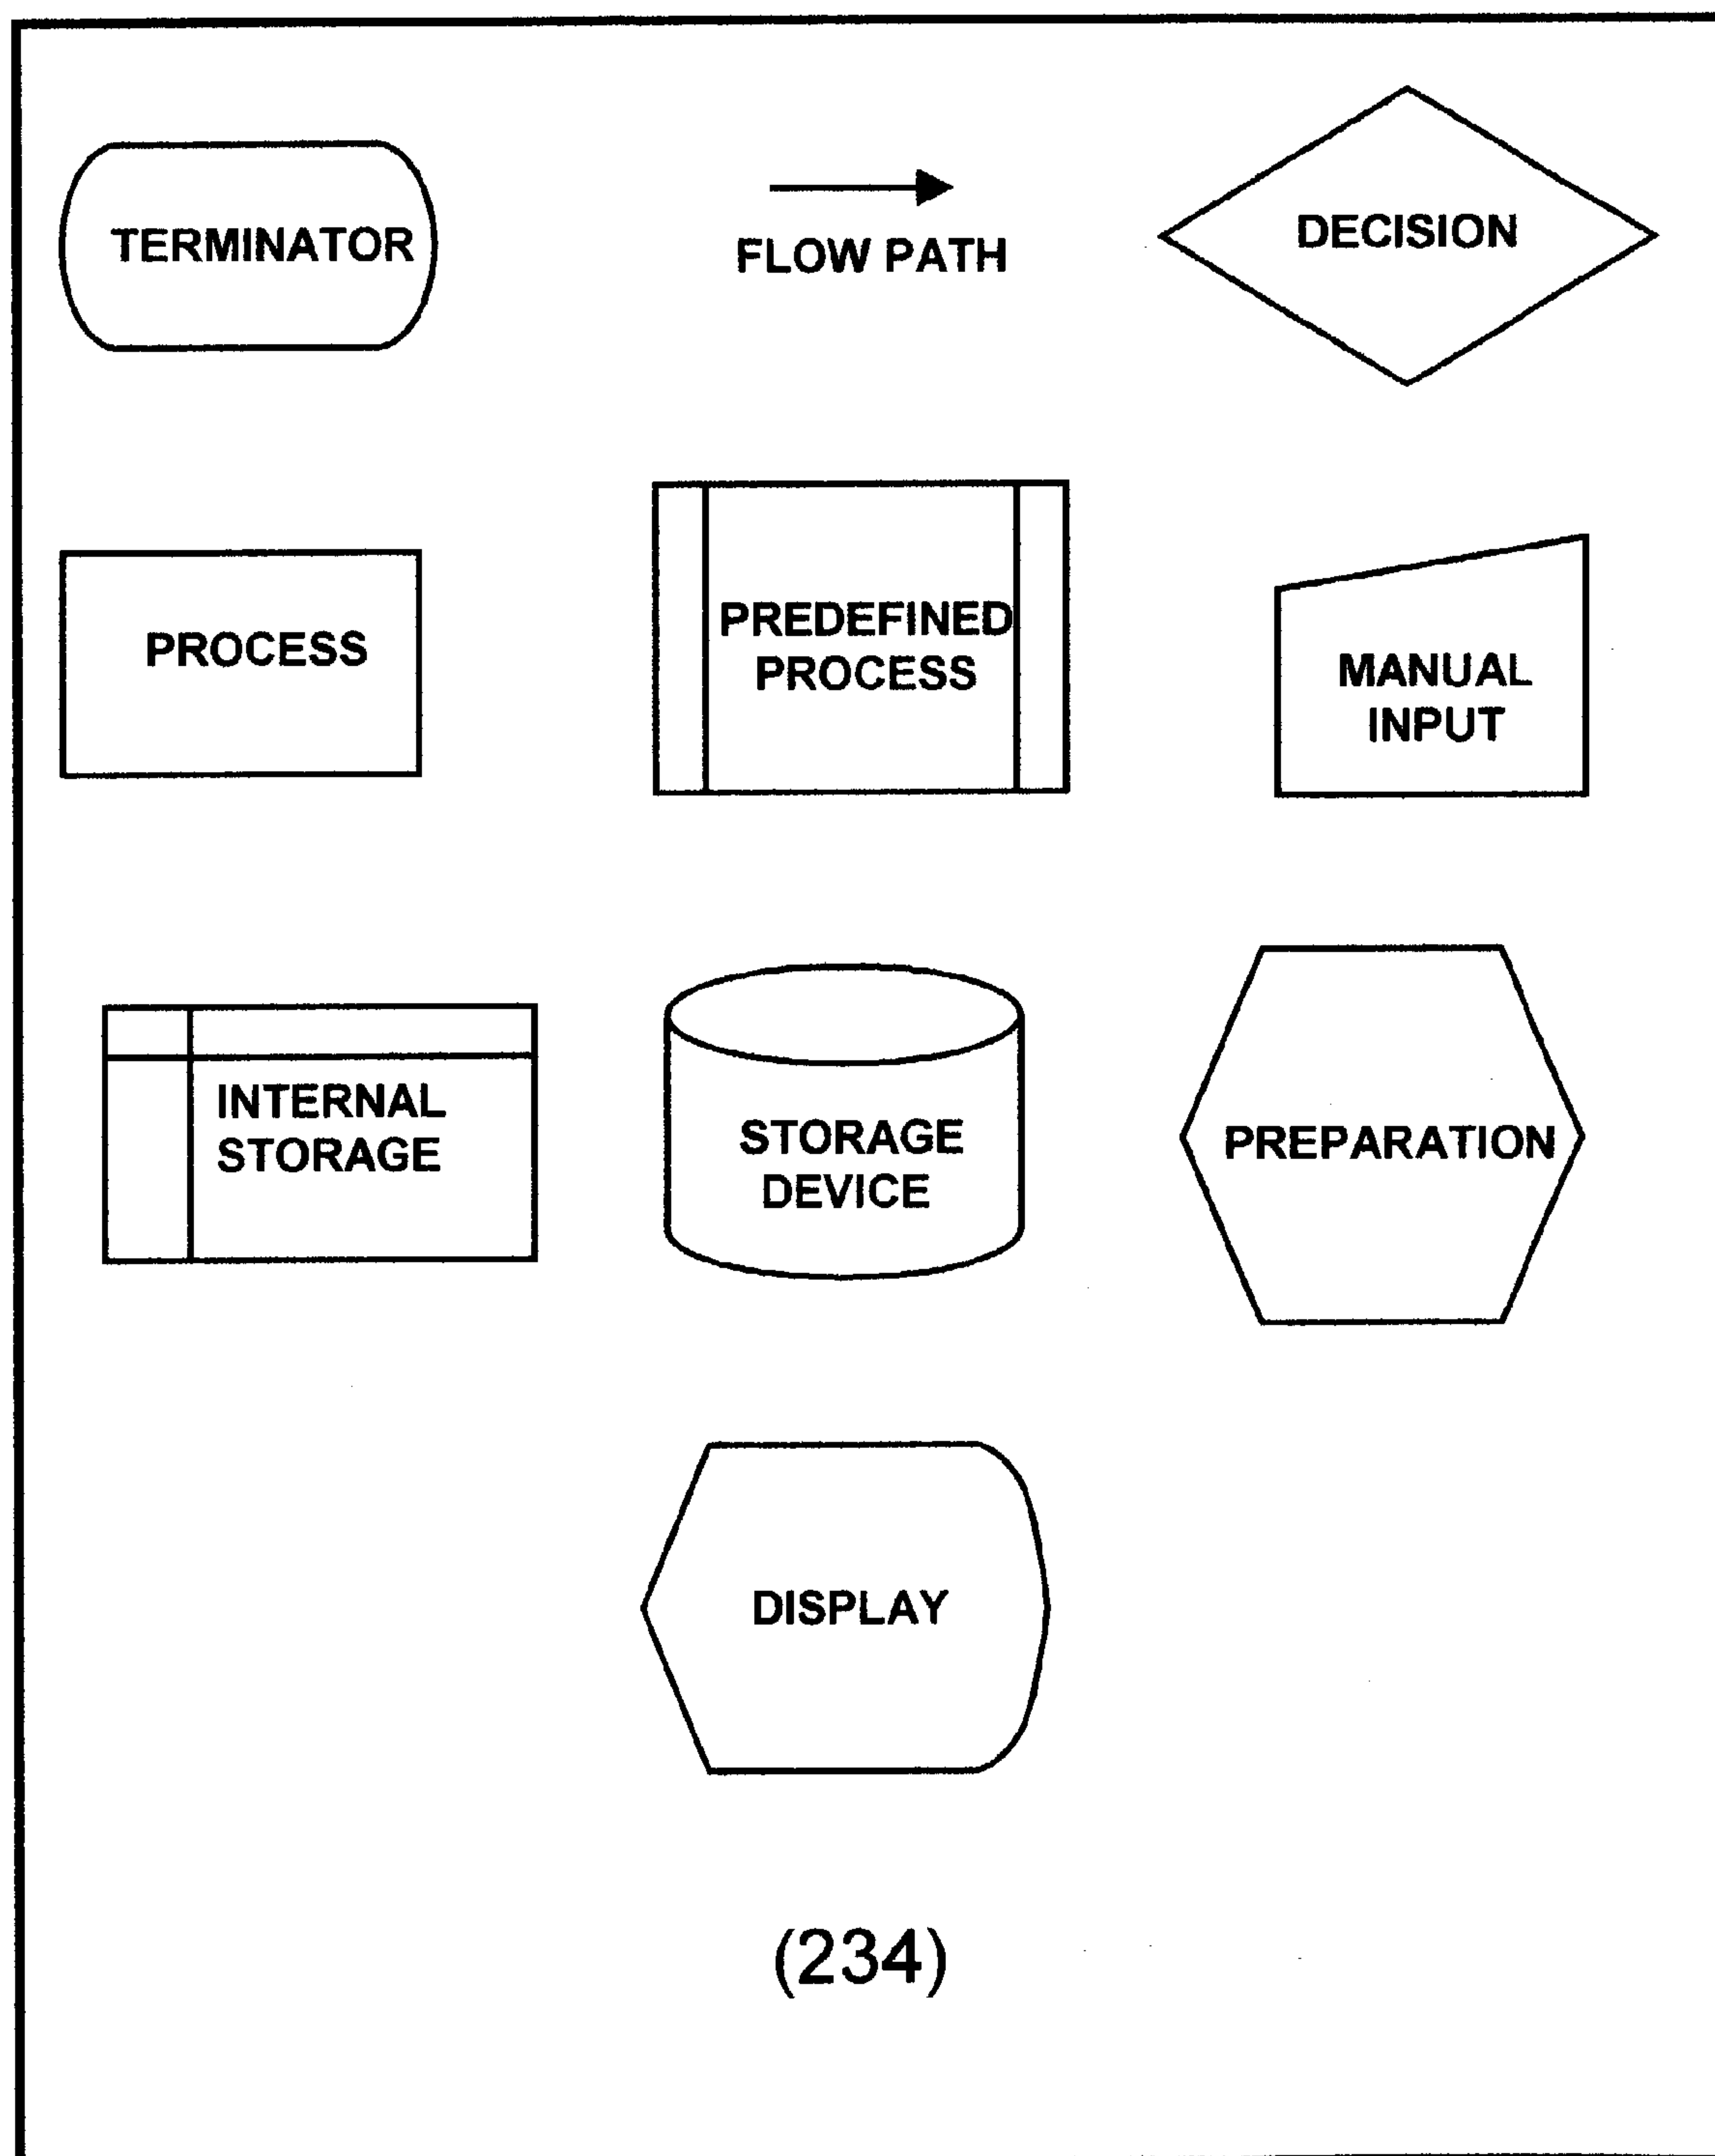 TERMINATOR
FLOW PATH
DECISION
PROCESS
PREDEFINED
PROCESS
MANUAL
INPUT
INTERNAL
STORAGE
STORAGE
DEVICE
PREPARATION
DISPLAY
(234)